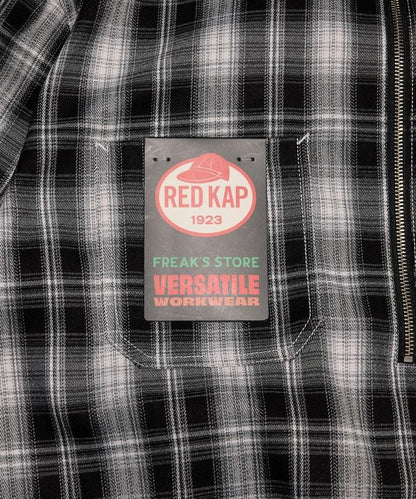 RED KAP
1923
FREAK'S STORE
VERSATILE
WORKWEAR